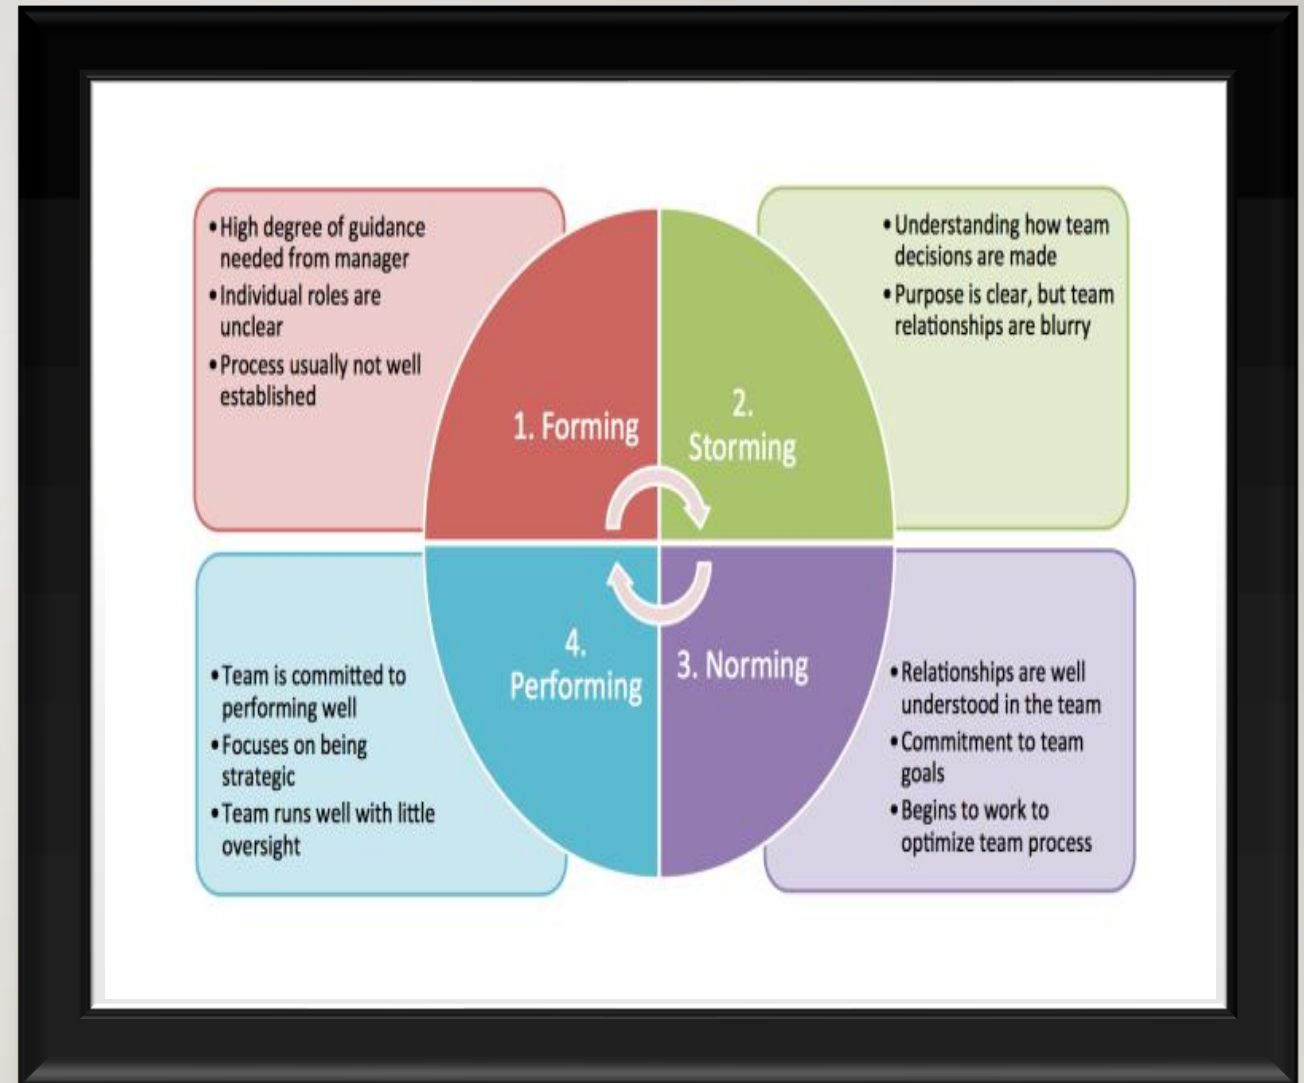 • High degree of guidance
needed from manager
• Individual roles are
unclear
• Process usually not well
established
1. Forming
• Understanding how team
decisions are made
• Purpose is clear, but team
relationships are blurry
2.
Storming
• Relationships are well
understood in the team
• Commitment to team
goals
• Begins to work to
optimize team process
3. Norming
• Team is committed to
performing well
• Focuses on being
strategic
• Team runs well with little
oversight
4.
Performing